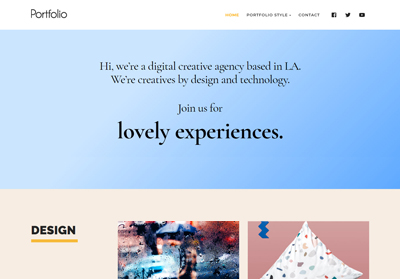 Portfolio
HOME
PORTFOLIO STYLE
CONTACT
Hi, we're a digital creative agency based in LA.
We're creatives by design and technology.
Join us for
lovely experiences.
DESIGN